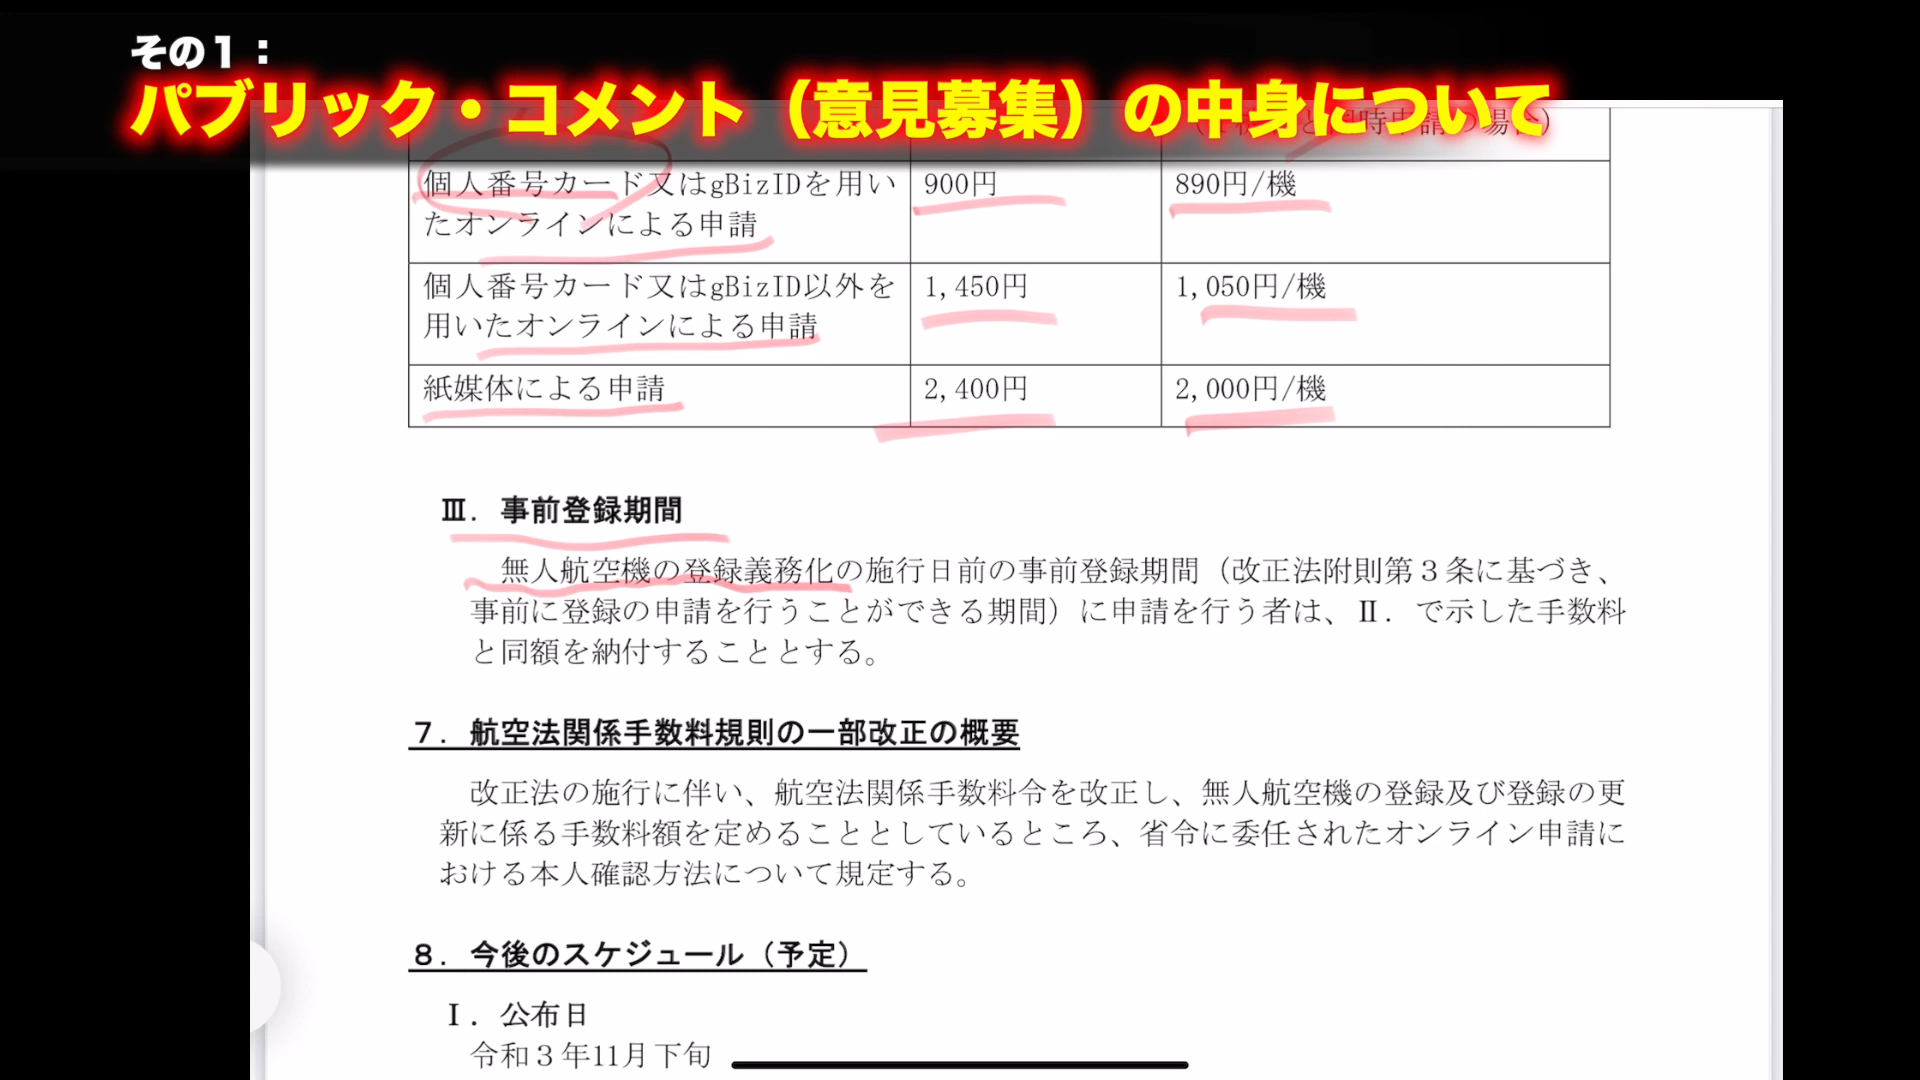 その１：
パブリック・コメント（意見募集）の中身について
個人番号カード又はgBizIDを用い
たオンラインによる申請
900円
890円/機
個人番号カード又はgBizID以外を
用いたオンラインによる申請
1,450円
1,050円/機
紙媒体による申請
2,400円
2,000円/機
Ⅲ．事前登録期間
無人航空機の登録義務化の施行日前の事前登録期間（改正法附則第３条に基づき、
事前に登録の申請を行うことができる期間）に申請を行う者は、Ⅱ．で示した手数料
と同額を納付することとする。
７．航空法関係手数料規則の一部改正の概要
改正法の施行に伴い、航空法関係手数料令を改正し、無人航空機の登録及び登録の更
新に係る手数料額を定めることとしているところ、省令に委任されたオンライン申請に
おける本人確認方法について規定する。
８．今後のスケジュール（予定）
Ⅰ．公布日
令和３年11月下旬